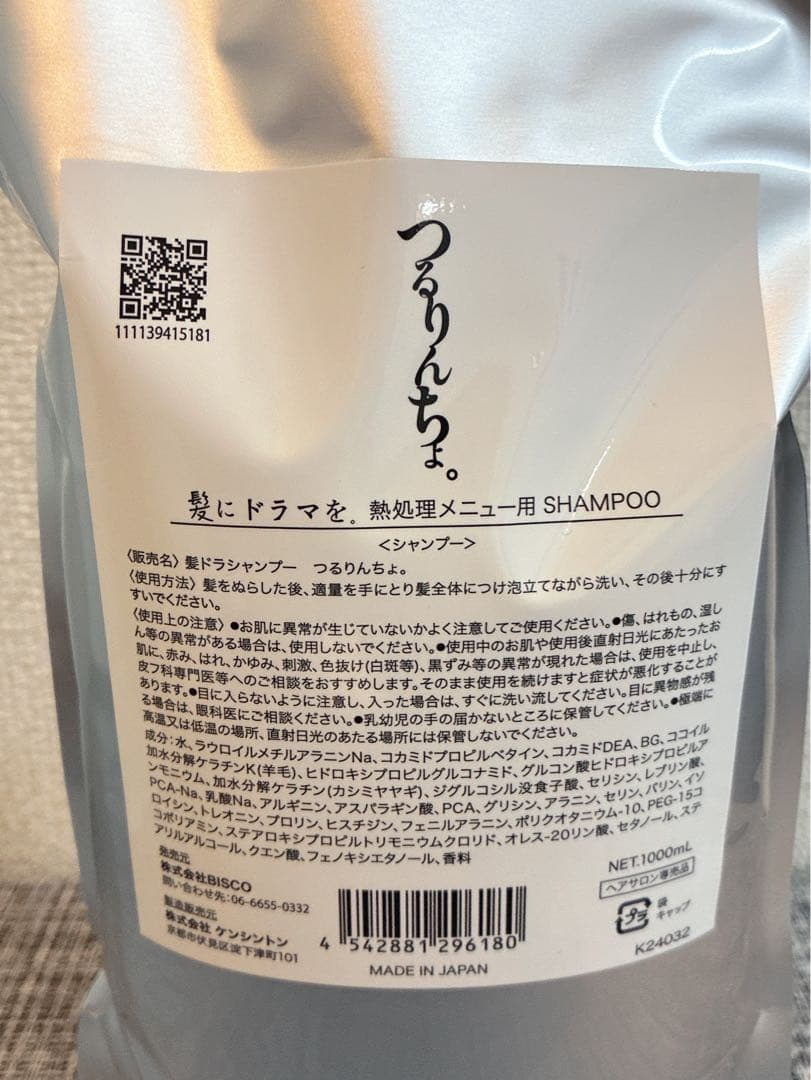 111139415181
つるりんちょ。
髪にドラマを。熱処理メニュー用 SHAMPOO
<シャンプー>
〈販売名〉髪ドラシャンプー つるりんちょ。
〈使用方法〉髪をぬらした後、適量を手にとり髪全体につけ泡立てながら洗い、その後十分にす
すいでください。
〈使用上の注意〉●お肌に異常が生じていないかよく注意してご使用ください。●傷、はれもの、湿し
ん等の異常がある場合は、使用しないでください。●使用中のお肌や使用後直射日光にあたったお
肌に、赤み、はれ、かゆみ、刺激、色抜け(白斑等)、黒ずみ等の異常が現れた場合は、使用を中止し、
皮フ科専門医等へのご相談をおすすめします。そのまま使用を続けますと症状が悪化することが
あります。●目に入らないように注意し、入った場合は、すぐに洗い流してください。目に異物感が残
る場合は、眼科医にご相談ください。●乳幼児の手の届かないところに保管してください。●極端に
高温又は低温の場所、直射日光のあたる場所には保管しないでください。
成分:水、ラウロイルメチルアラニンNa、コカミドプロピルベタイン、コカミドDEA、BG、ココイル
加水分解ケラチンK(羊毛)、ヒドロキシプロピルグルコナミド、グルコン酸ヒドロキシプロピルア
ンモニウム、加水分解ケラチン(カシミヤヤギ)、ジグルコシル没食子酸、セリシン、レブリン酸、
PCA-Na、乳酸Na、アルギニン、アスパラギン酸、PCA、グリシン、アラニン、セリン、バリン、イソ
ロイシン、トレオニン、プロリン、ヒスチジン、フェニルアラニン、ポリクオタニウム-10、PEG-15コ
コポリアミン、ステアロキシプロピルトリモニウムクロリド、オレス-20リン酸、セタノール、ステ
アリルアルコール、クエン酸、フェノキシエタノール、香料
発売元
株式会社BISCO
問い合わせ先:06-6655-0332
製造販売元
株式会社 ケンシントン
京都市伏見区淀下津町101
4 542881 296180
MADE IN JAPAN
NET.1000mL
ヘアサロン専売品
プラ
袋
キャップ
K24032